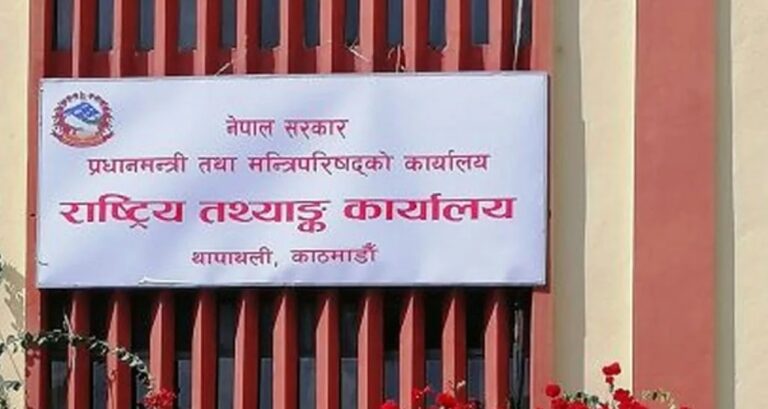 नेपाल सरकार
प्रधानमन्त्री तथा मन्त्रिपरिषद्को कार्यालय
राष्ट्रिय तथ्याङ्क कार्यालय
थापाथली, काठमाडौँ